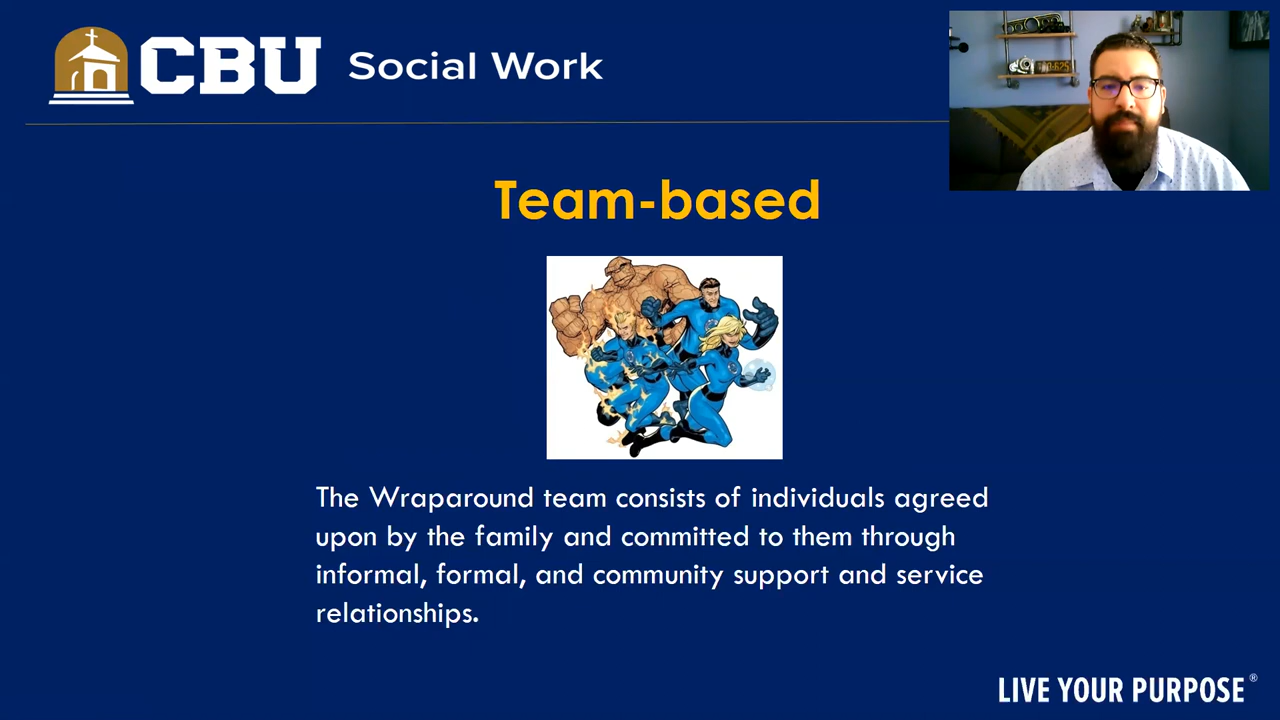 CBU Social Work
Team-based
The Wraparound team consists of individuals agreed
upon by the family and committed to them through
informal, formal, and community support and service
relationships.
LIVE YOUR PURPOSE®